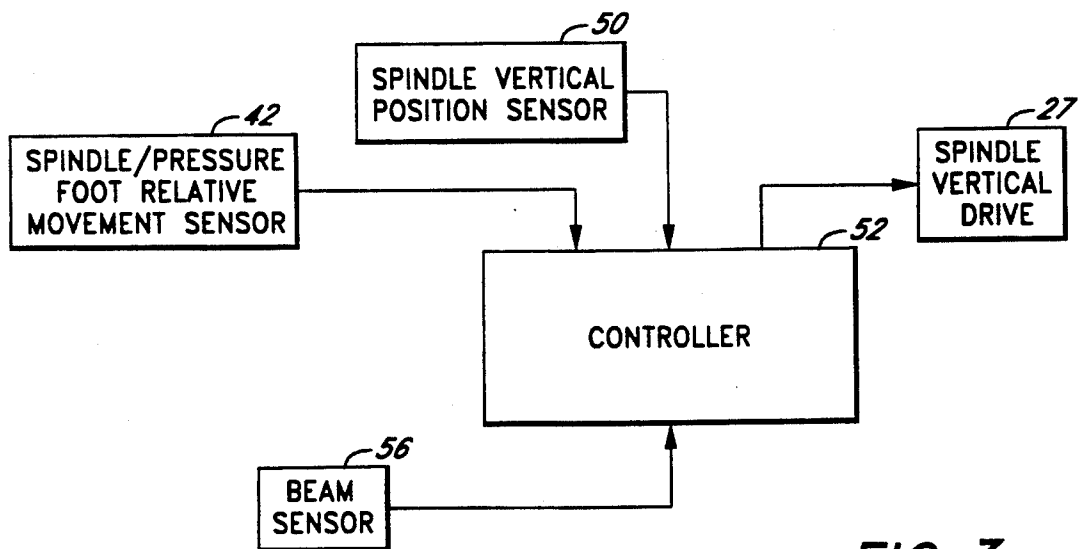 50
SPINDLE VERTICAL
POSITION SENSOR
42
SPINDLE/PRESSURE
FOOT RELATIVE
MOVEMENT SENSOR
27
SPINDLE
VERTICAL
DRIVE
52
CONTROLLER
56
BEAM
SENSOR